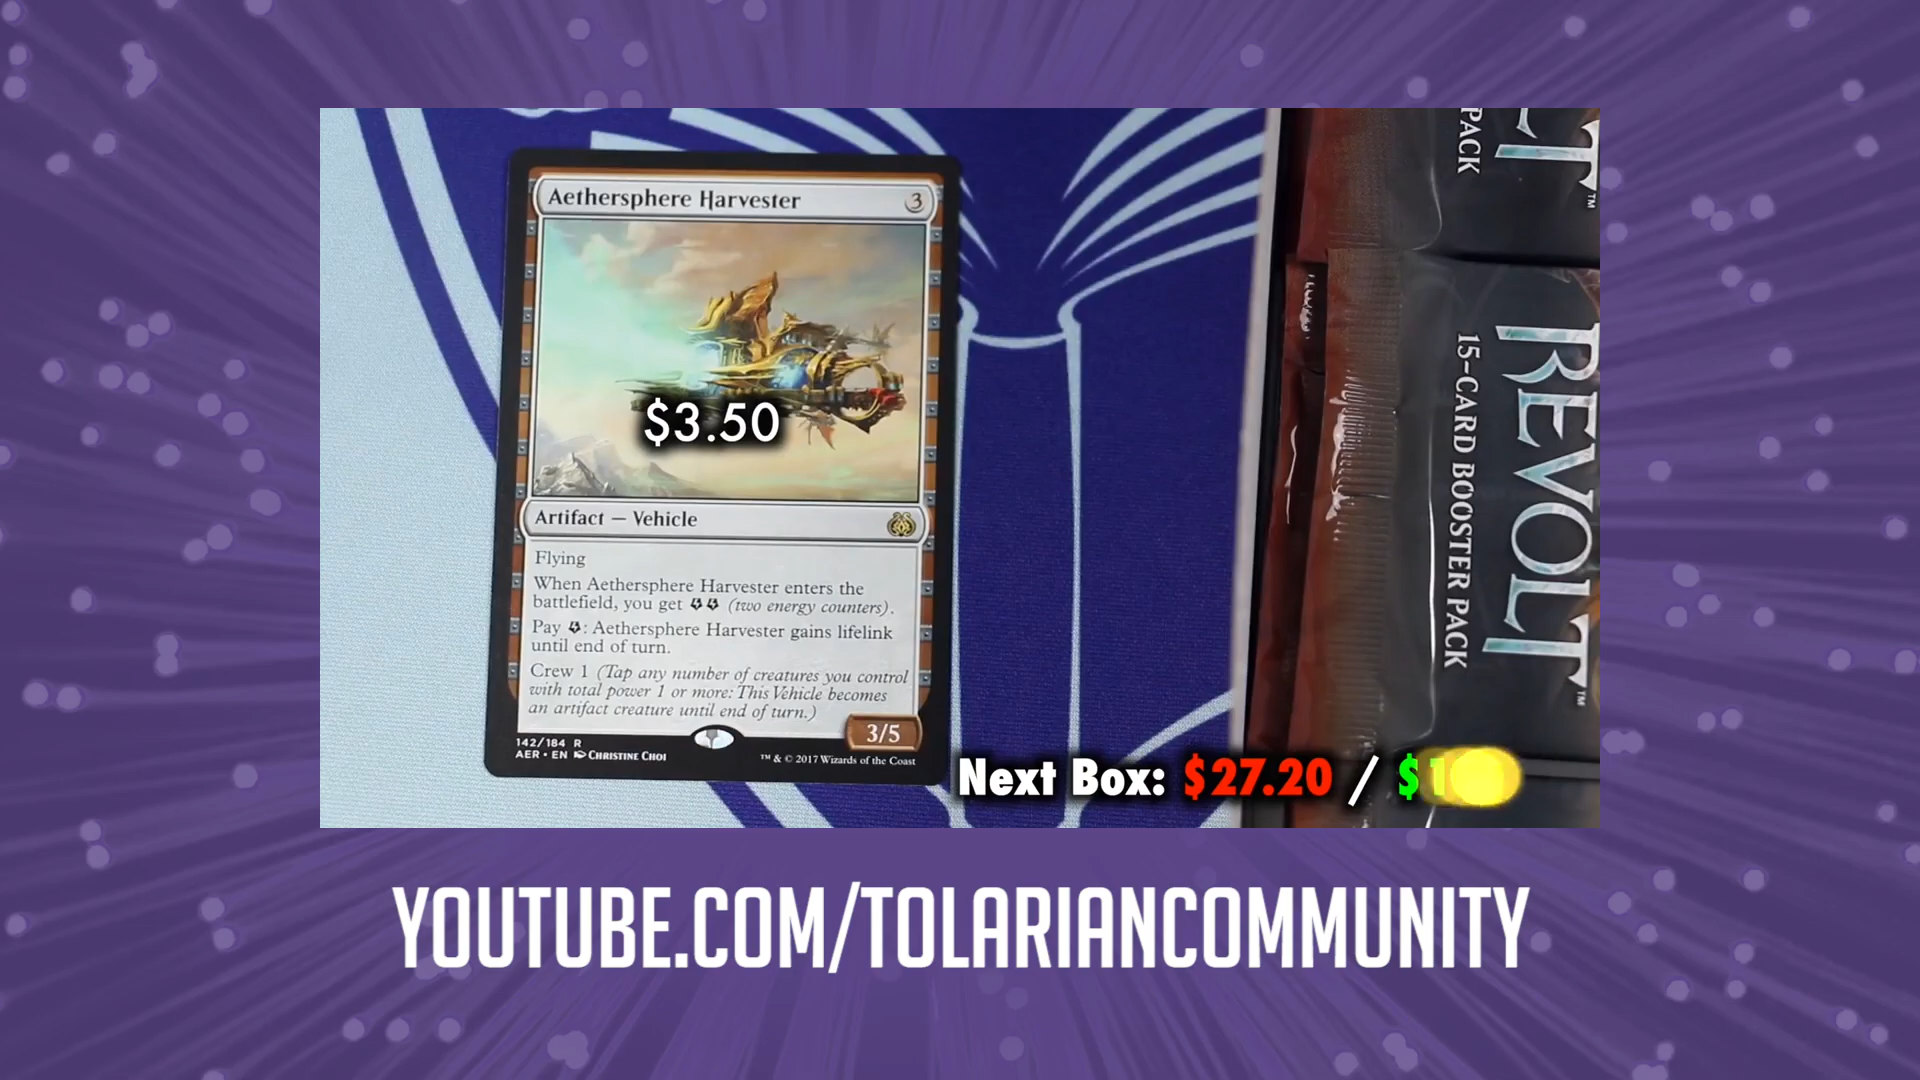 Aethersphere Harvester 3
$3.50
Artifact — Vehicle
Flying
When Aethersphere Harvester enters the
battlefield, you get (two energy counters).
Pay : Aethersphere Harvester gains lifelink
until end of turn.
Crew 1 (Tap any number of creatures you control
with total power 1 or more: This Vehicle becomes
an artifact creature until end of turn.)
3/5
142/184 R
AER • EN Christine Choi
™ & © 2017 Wizards of the Coast
PACK
REVOLT™
15-CARD BOOSTER PACK
Next Box: $27.20 / $1
YOUTUBE.COM/TOLARIANCOMMUNITY